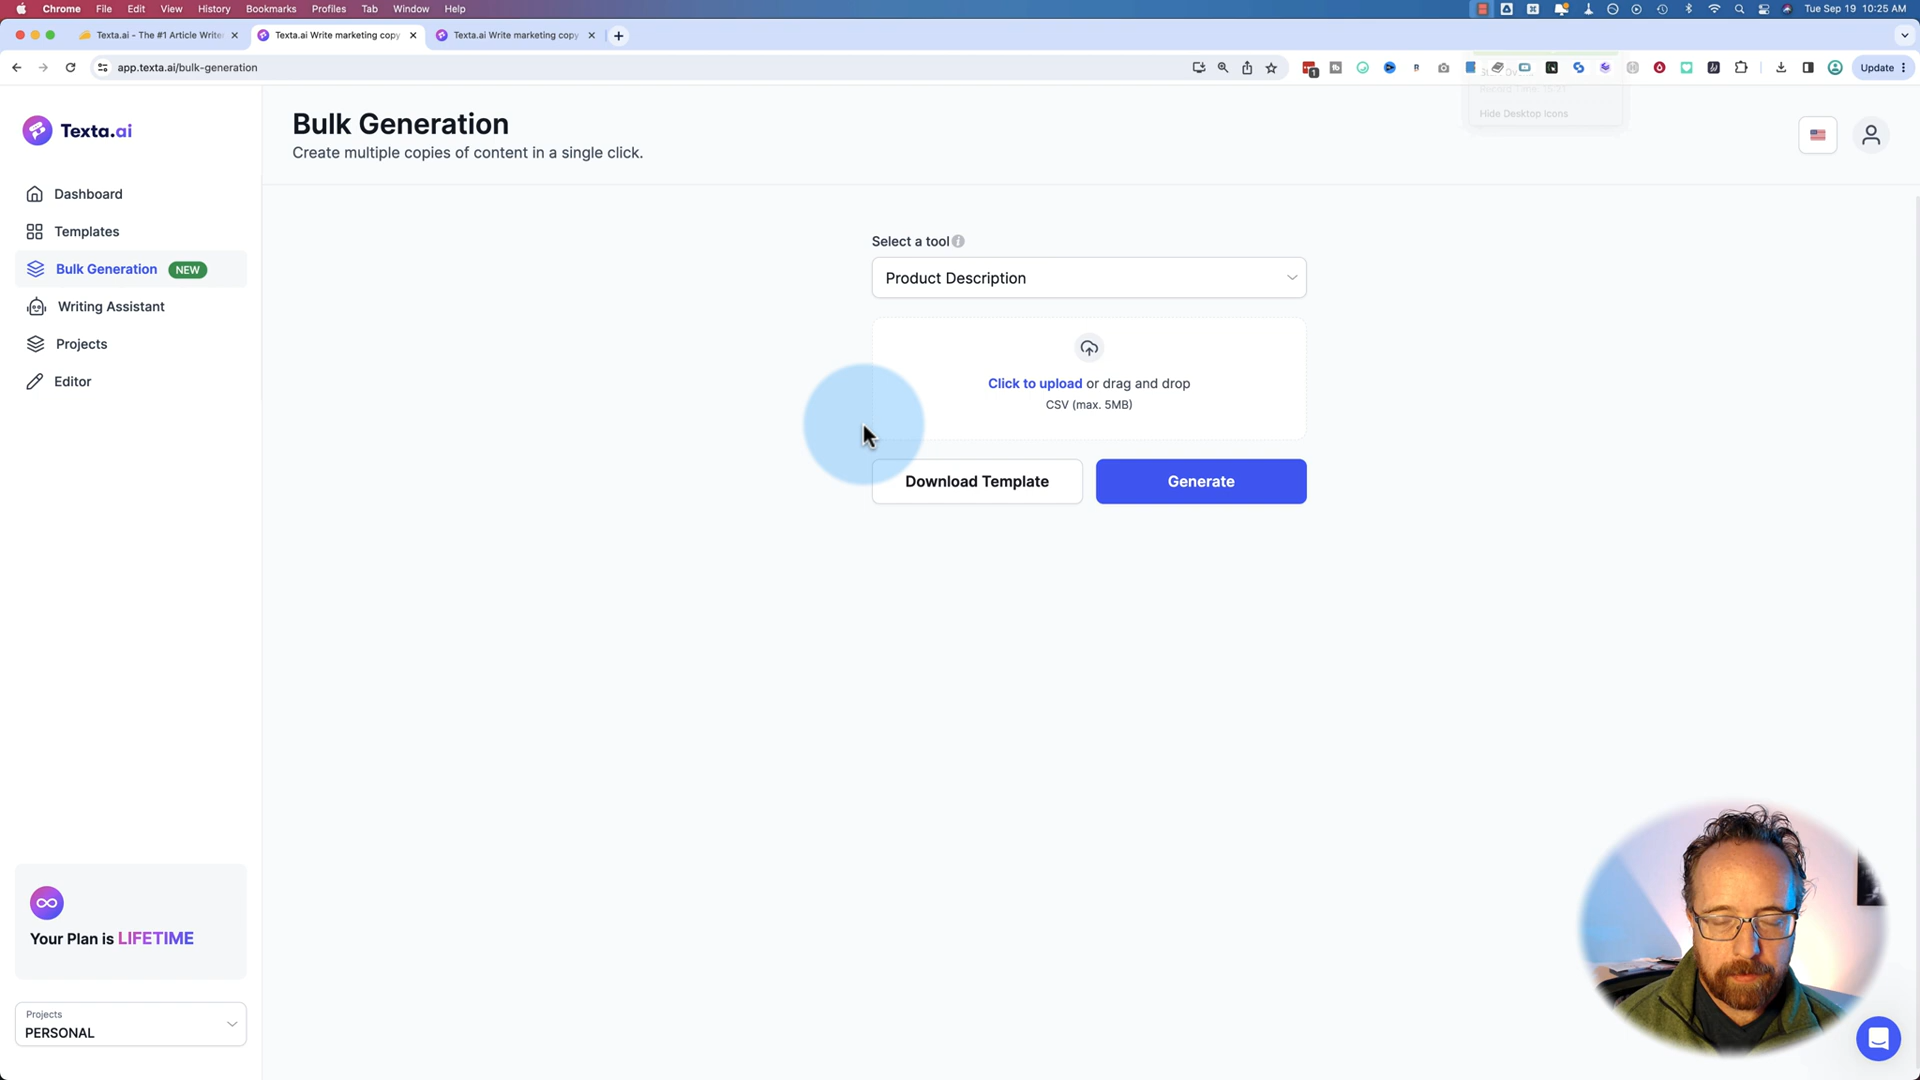 Chrome File Edit View History Bookmarks Profiles Tab Window Help
Tue Sep 19 10:25 AM
Texta.ai - The #1 Article Write
Texta.ai Write marketing copy
Texta.ai Write marketing copy
app.texta.ai/bulk-generation
1
Update
Hide Desktop Icons
Texta.ai
Bulk Generation
Create multiple copies of content in a single click.
Dashboard
Templates
Bulk Generation NEW
Writing Assistant
Projects
Editor
Select a tool
Product Description
Click to upload or drag and drop
CSV (max. 5MB)
Download Template
Generate
Your Plan is LIFETIME
Projects
PERSONAL